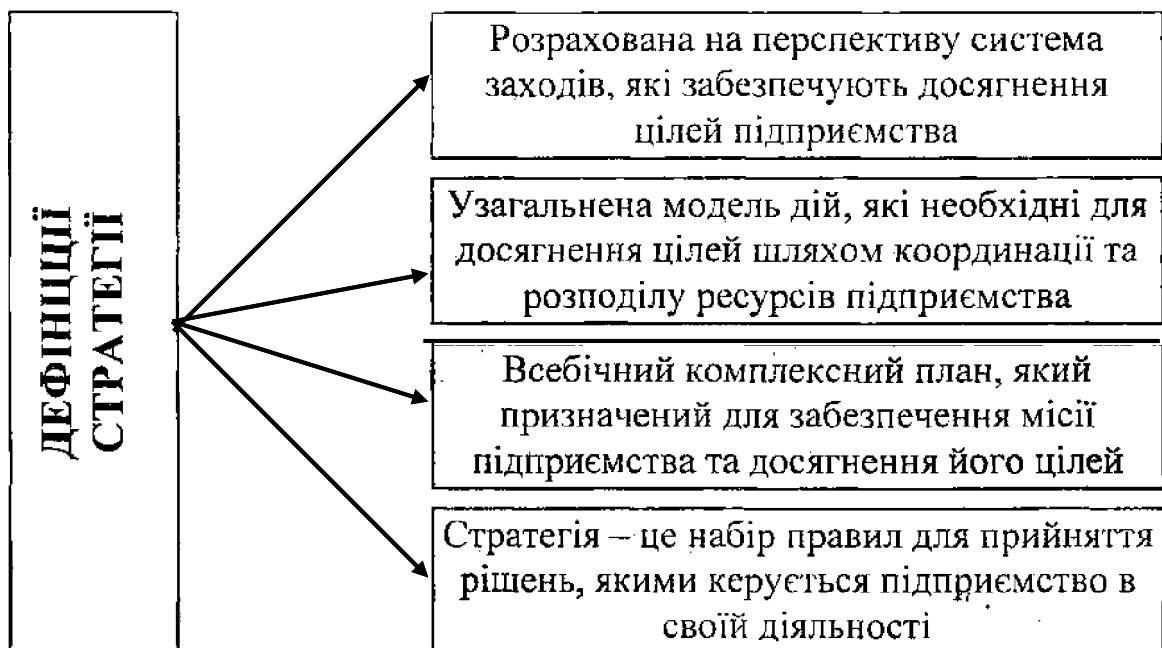 ДЕФІНІЦІЇ
СТРАТЕГІЇ
Розрахована на перспективу система
заходів, які забезпечують досягнення
цілей підприємства
Узагальнена модель дій, які необхідні для
досягнення цілей шляхом координації та
розподілу ресурсів підприємства
Всебічний комплексний план, який
призначений для забезпечення місії
підприємства та досягнення його цілей
Стратегія – це набір правил для прийняття
рішень, якими керується підприємство в
своїй діяльності